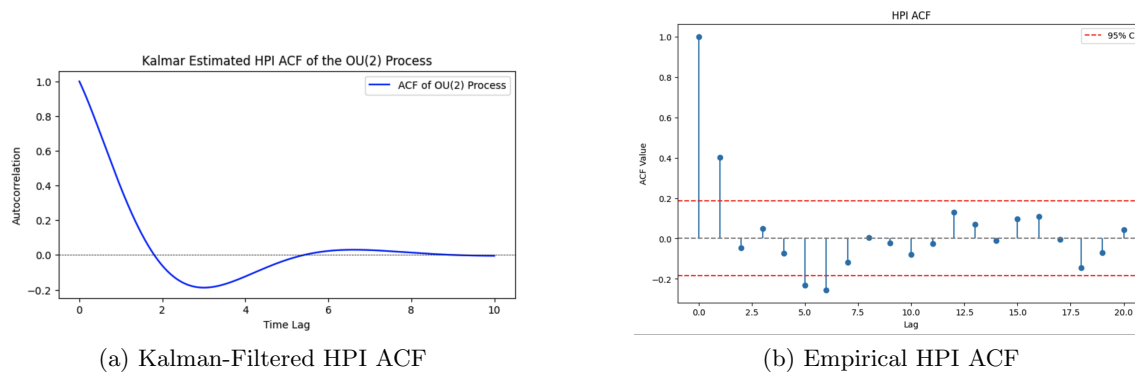 Kalmar Estimated HPI ACF of the OU(2) Process
ACF of OU(2) Process
1.0
0.8
0.6
0.4
0.2
0.0
−0.2
Autocorrelation
0 2 4 6 8 10
Time Lag
(a) Kalman-Filtered HPI ACF
HPI ACF
95% C
1.0
0.8
0.6
0.4
0.2
0.0
−0.2
ACF Value
0.0 2.5 5.0 7.5 10.0 12.5 15.0 17.5 20.0
Lag
(b) Empirical HPI ACF